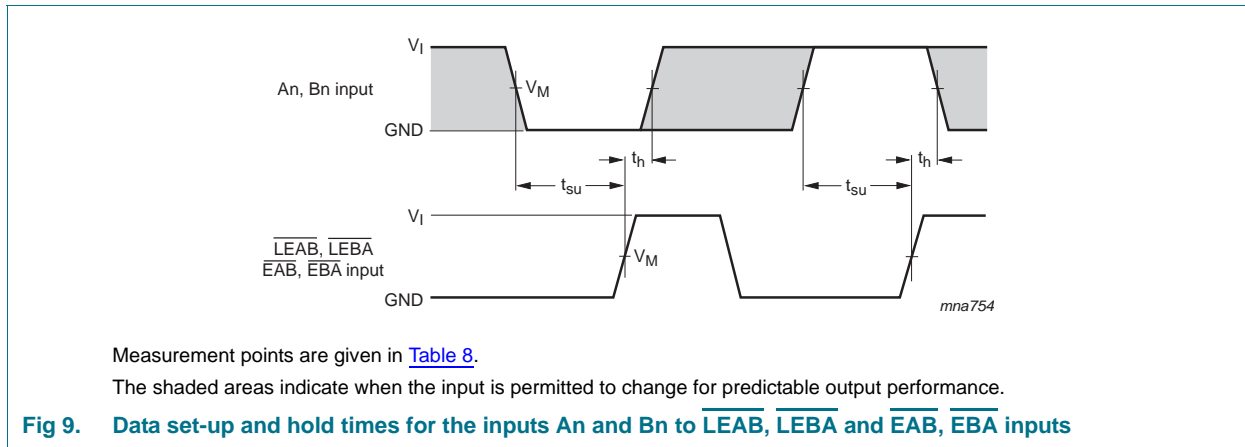 VI
An, Bn input
VM
GND
th
th
tsu
tsu
VI
LEAB, LEBA
EAB, EBA input
VM
GND
mna754
Measurement points are given in Table 8.
The shaded areas indicate when the input is permitted to change for predictable output performance.
Fig 9. Data set-up and hold times for the inputs An and Bn to LEAB, LEBA and EAB, EBA inputs